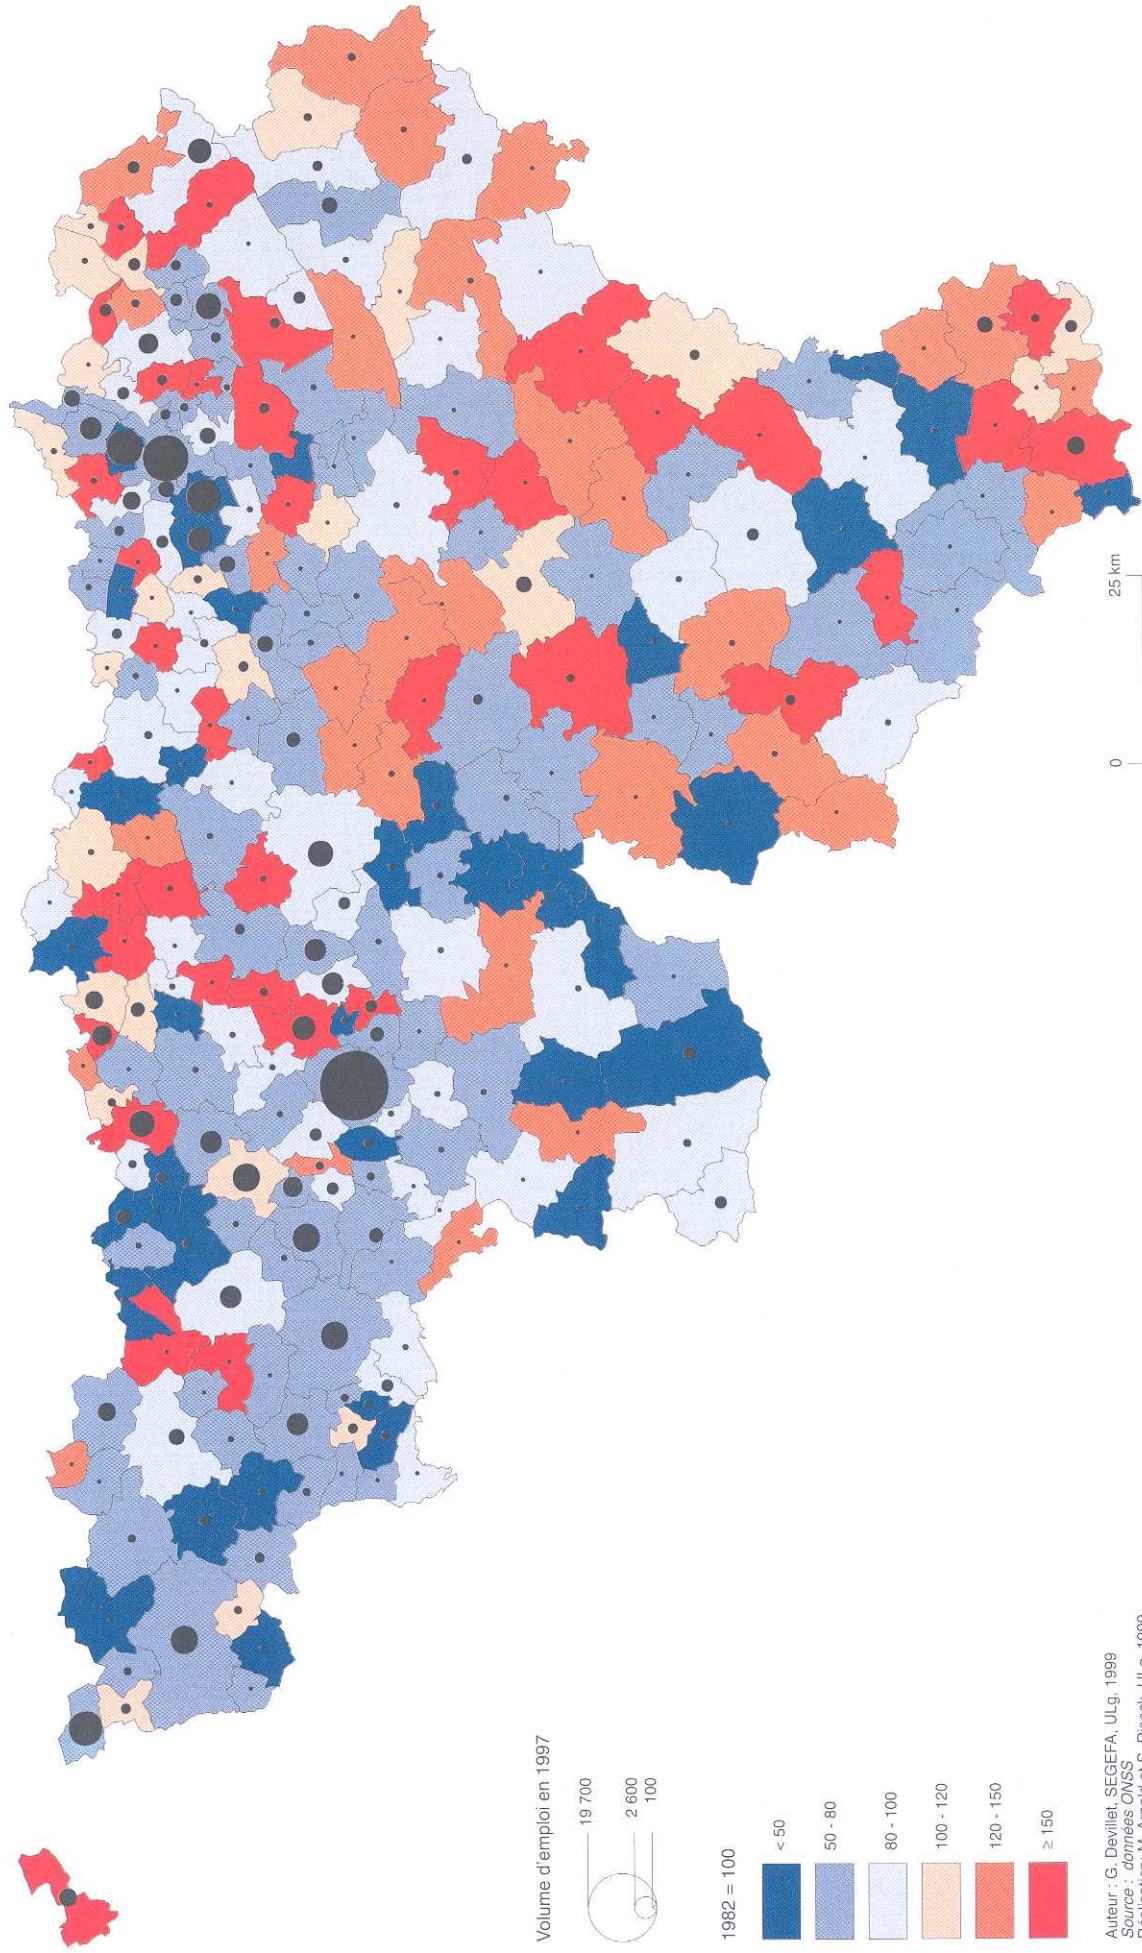 Volume d'emploi en 1997
19 700
2 600
100
1982 = 100
< 50
50 - 80
80 - 100
100 - 120
120 - 150
≥ 150
0 25 km
Auteur : G. Devillet, SEGEFA, ULg, 1999
Source : données ONSS